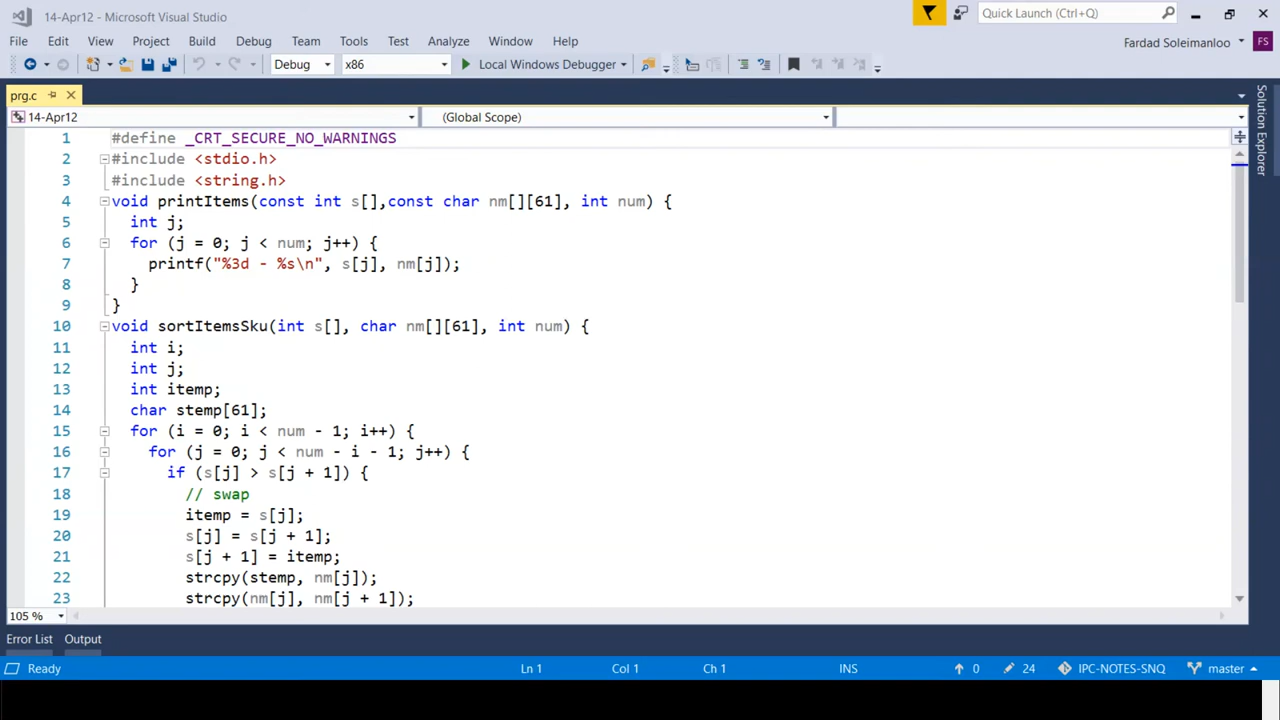 14-Apr12 - Microsoft Visual Studio
Quick Launch (Ctrl+Q)
File Edit View Project Build Debug Team Tools Test Analyze Window Help
Fardad Soleimanloo FS
Debug x86 Local Windows Debugger
prg.c
14-Apr12 (Global Scope)
Solution Explorer
1 #define _CRT_SECURE_NO_WARNINGS
2 #include <stdio.h>
3 #include <string.h>
4 void printItems(const int s[],const char nm[][61], int num) {
5 int j;
6 for (j = 0; j < num; j++) {
7 printf("%3d - %s\n", s[j], nm[j]);
8 }
9 }
10 void sortItemsSku(int s[], char nm[][61], int num) {
11 int i;
12 int j;
13 int itemp;
14 char stemp[61];
15 for (i = 0; i < num - 1; i++) {
16 for (j = 0; j < num - i - 1; j++) {
17 if (s[j] > s[j + 1]) {
18 // swap
19 itemp = s[j];
20 s[j] = s[j + 1];
21 s[j + 1] = itemp;
22 strcpy(stemp, nm[j]);
23 strcpy(nm[j], nm[j + 1]);
105 %
Error List Output
Ready Ln 1 Col 1 Ch 1 INS 0 24 IPC-NOTES-SNQ master